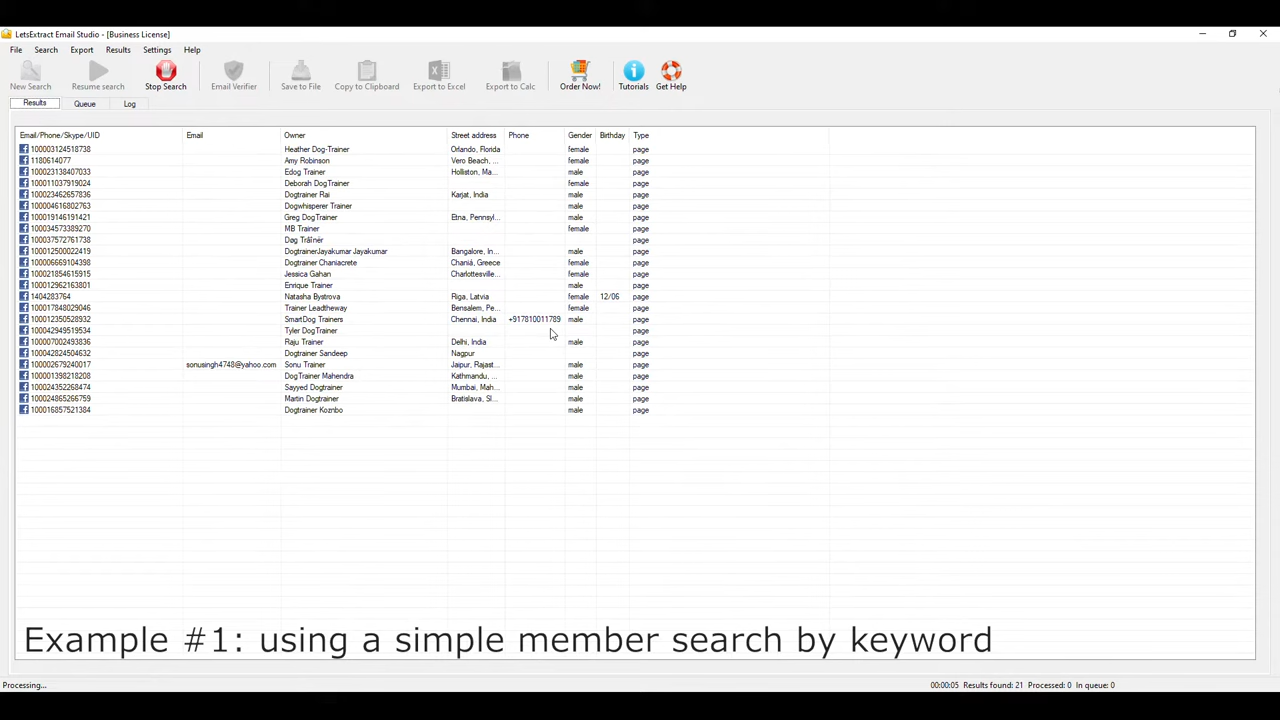 LetsExtract Email Studio - [Business License]
File Search Export Results Settings Help
New Search Resume search Stop Search Email Verifier Save to File Copy to Clipboard Export to Excel Export to Calc Order Now! Tutorials Get Help
Results Queue Log
Email/Phone/Skype/UID Email Owner Street address Phone Gender Birthday Type
100003124518738 Heather Dog-Trainer Orlando, Florida female page
1180614077 Amy Robinson Vero Beach, ... female page
100023138407033 Edog Trainer Holliston, Ma... male page
100011037919024 Deborah DogTrainer female page
100023462657836 Dogtrainer Rai Karjat, India male page
100004616802763 Dogwhisperer Trainer male page
100019146191421 Greg DogTrainer Etna, Pennsyl... male page
100034573389270 MB Trainer female page
100037572761738 page
100012500022419 DogtrainerJayakumar Jayakumar Bangalore, In... male page
100006669104398 Dogtrainer Chaniacrete Chaniá, Greece female page
100021854615915 Jessica Gahan Charlottesville... female page
100012962163801 Enrique Trainer male page
1404283764 Natasha Bystrova Riga, Latvia female 12/06 page
100017848029046 Trainer Leadtheway Bensalem, Pe... female page
100012350528932 SmartDog Trainers Chennai, India +917810011789 male page
100042949519534 Tyler DogTrainer page
100007002493836 Raju Trainer Delhi, India male page
100042824504632 Dogtrainer Sandeep Nagpur page
100002679240017 sonusingh4748@yahoo.com Sonu Trainer Jaipur, Rajast... male page
100001398218208 DogTrainer Mahendra Kathmandu, ... male page
100024352268474 Sayyed Dogtrainer Mumbai, Mah... male page
100024865266759 Martin Dogtrainer Bratislava, Sl... male page
100016857521384 Dogtrainer Koznbo male page
Example #1: using a simple member search by keyword
Processing... 00:00:05 Results found: 21 Processed: 0 In queue: 0